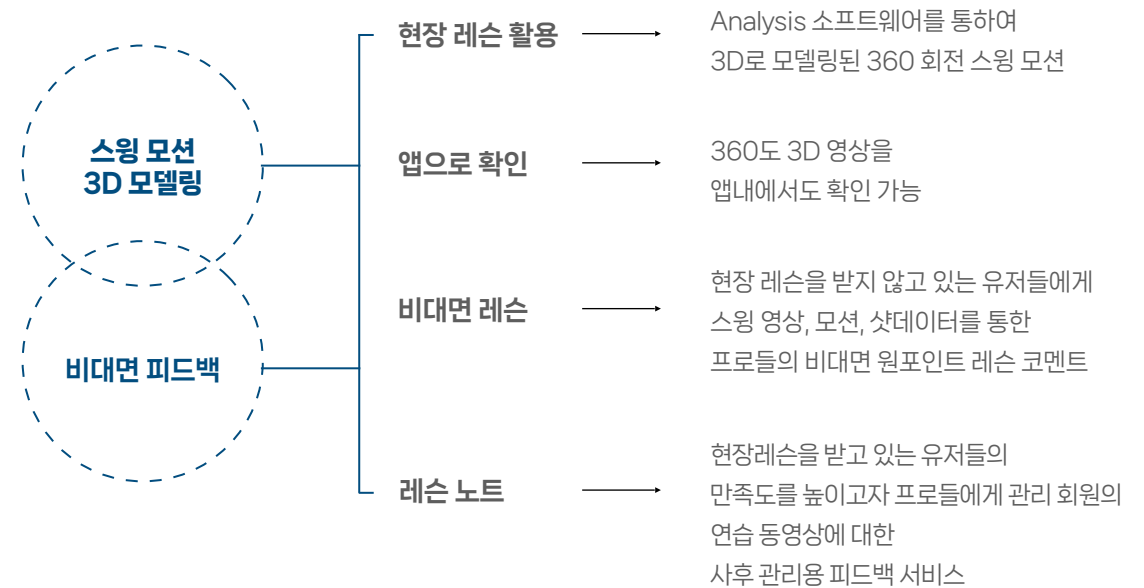 스윙 모션
3D 모델링
비대면 피드백
현장 레슨 활용
Analysis 소프트웨어를 통하여
3D로 모델링된 360 회전 스윙 모션
앱으로 확인
360도 3D 영상을
앱내에서도 확인 가능
비대면 레슨
현장 레슨을 받지 않고 있는 유저들에게
스윙 영상, 모션, 샷데이터를 통한
프로들의 비대면 원포인트 레슨 코멘트
레슨 노트
현장레슨을 받고 있는 유저들의
만족도를 높이고자 프로들에게 관리 회원의
연습 동영상에 대한
사후 관리용 피드백 서비스